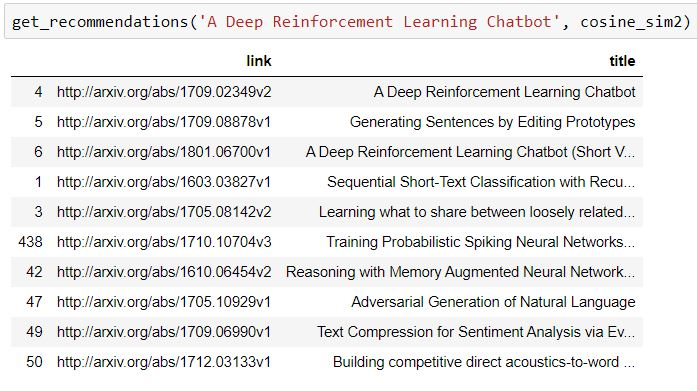 get_recommendations('A Deep Reinforcement Learning Chatbot', cosine_sim2)
link title
4 http://arxiv.org/abs/1709.02349v2 A Deep Reinforcement Learning Chatbot
5 http://arxiv.org/abs/1709.08878v1 Generating Sentences by Editing Prototypes
6 http://arxiv.org/abs/1801.06700v1 A Deep Reinforcement Learning Chatbot (Short V...
1 http://arxiv.org/abs/1603.03827v1 Sequential Short-Text Classification with Recu...
3 http://arxiv.org/abs/1705.08142v2 Learning what to share between loosely related...
438 http://arxiv.org/abs/1710.10704v3 Training Probabilistic Spiking Neural Networks...
42 http://arxiv.org/abs/1610.06454v2 Reasoning with Memory Augmented Neural Network...
47 http://arxiv.org/abs/1705.10929v1 Adversarial Generation of Natural Language
49 http://arxiv.org/abs/1709.06990v1 Text Compression for Sentiment Analysis via Ev...
50 http://arxiv.org/abs/1712.03133v1 Building competitive direct acoustics-to-word ...